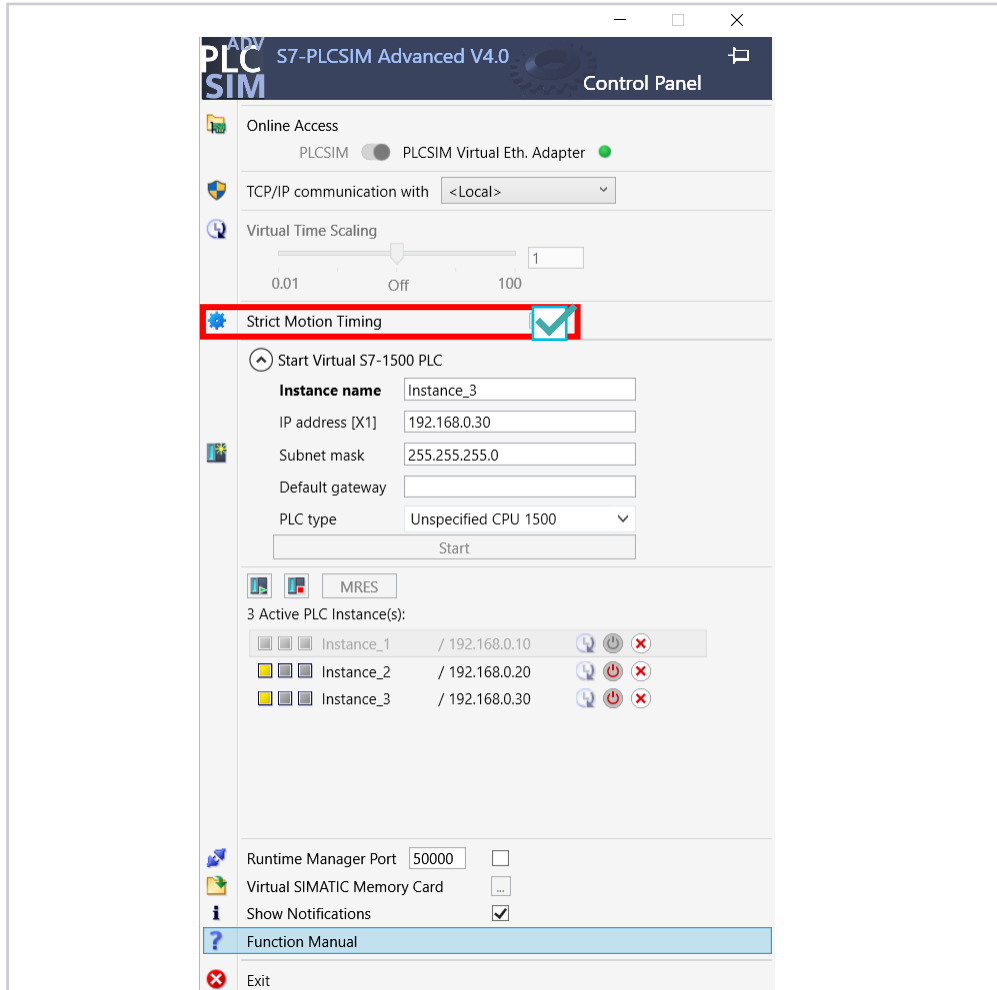 ADV
PLC
SIM
S7-PLCSIM Advanced V4.0
Control Panel
Online Access
PLCSIM PLCSIM Virtual Eth. Adapter
TCP/IP communication with <Local>
Virtual Time Scaling
1
0.01 Off 100
Strict Motion Timing
Start Virtual S7-1500 PLC
Instance name Instance_3
IP address [X1] 192.168.0.30
Subnet mask 255.255.255.0
Default gateway
PLC type Unspecified CPU 1500
Start
MRES
3 Active PLC Instance(s):
Instance_1 / 192.168.0.10
Instance_2 / 192.168.0.20
Instance_3 / 192.168.0.30
Runtime Manager Port 50000
Virtual SIMATIC Memory Card ...
Show Notifications
Function Manual
Exit